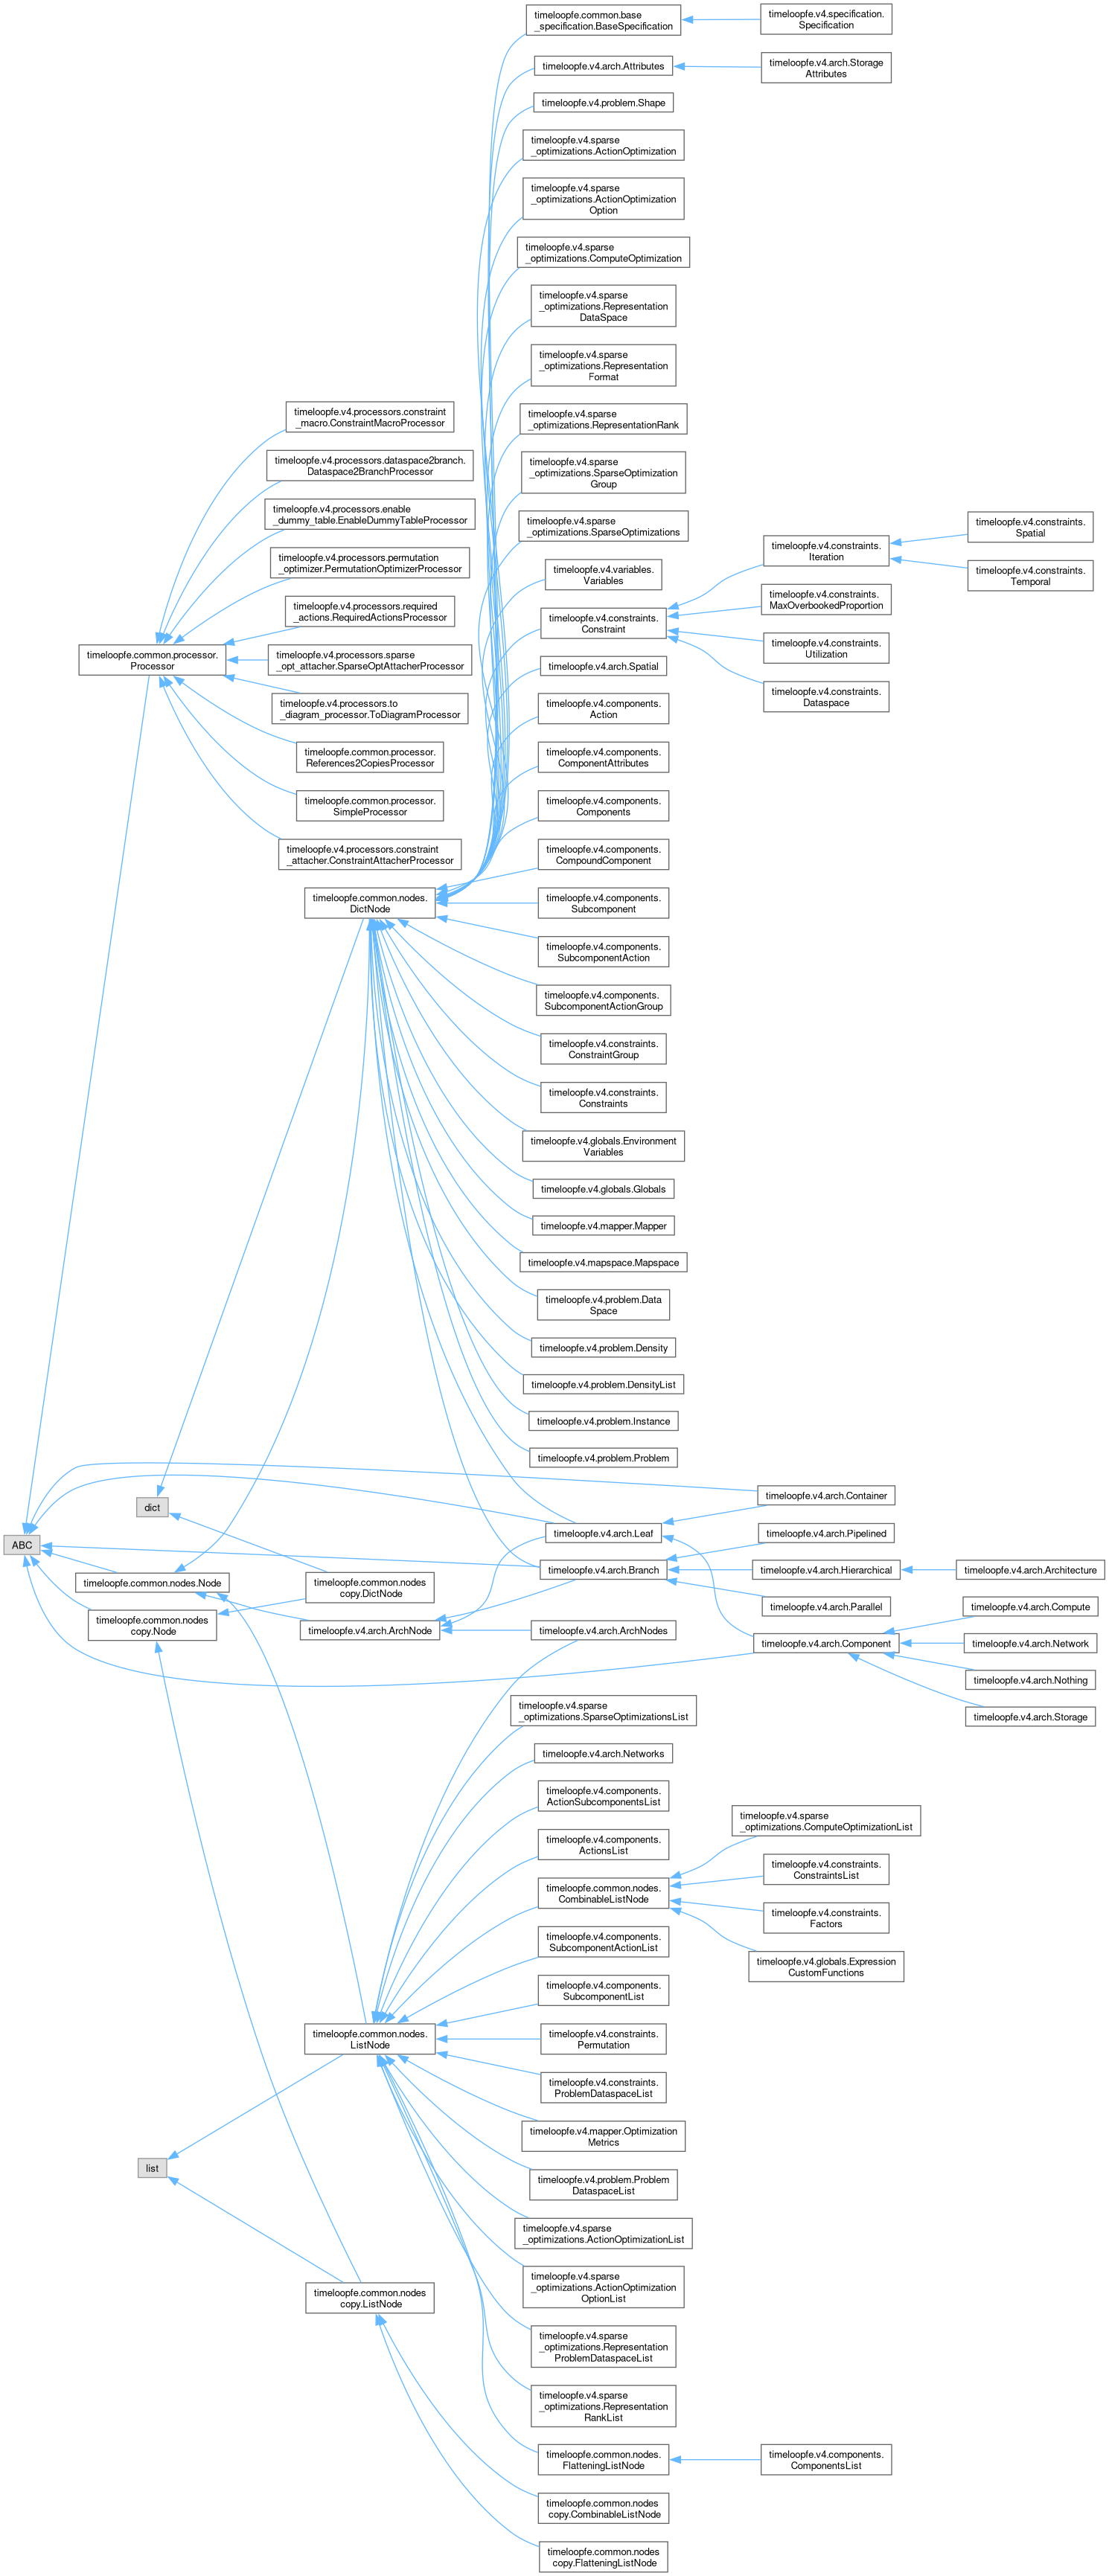 timeloopfe.common.base
_specification.BaseSpecification
timeloopfe.v4.specification.
Specification
timeloopfe.v4.arch.Attributes
timeloopfe.v4.arch.Storage
Attributes
timeloopfe.v4.problem.Shape
timeloopfe.v4.sparse
_optimizations.ActionOptimization
timeloopfe.v4.sparse
_optimizations.ActionOptimization
Option
timeloopfe.v4.sparse
_optimizations.ComputeOptimization
timeloopfe.v4.sparse
_optimizations.Representation
DataSpace
timeloopfe.v4.sparse
_optimizations.Representation
Format
timeloopfe.v4.sparse
_optimizations.RepresentationRank
timeloopfe.v4.sparse
_optimizations.SparseOptimization
Group
timeloopfe.v4.sparse
_optimizations.SparseOptimizations
timeloopfe.v4.variables.
Variables
timeloopfe.v4.constraints.
Constraint
timeloopfe.v4.constraints.
Iteration
timeloopfe.v4.constraints.
Spatial
timeloopfe.v4.constraints.
Temporal
timeloopfe.v4.constraints.
MaxOverbookedProportion
timeloopfe.v4.constraints.
Utilization
timeloopfe.v4.constraints.
Dataspace
timeloopfe.v4.processors.constraint
_macro.ConstraintMacroProcessor
timeloopfe.v4.processors.dataspace2branch.
Dataspace2BranchProcessor
timeloopfe.v4.processors.enable
_dummy_table.EnableDummyTableProcessor
timeloopfe.v4.processors.permutation
_optimizer.PermutationOptimizerProcessor
timeloopfe.v4.processors.required
_actions.RequiredActionsProcessor
timeloopfe.common.processor.
Processor
timeloopfe.v4.processors.sparse
_opt_attacher.SparseOptAttacherProcessor
timeloopfe.v4.processors.to
_diagram_processor.ToDiagramProcessor
timeloopfe.common.processor.
References2CopiesProcessor
timeloopfe.common.processor.
SimpleProcessor
timeloopfe.v4.processors.constraint
_attacher.ConstraintAttacherProcessor
timeloopfe.v4.arch.Spatial
timeloopfe.v4.components.
Action
timeloopfe.v4.components.
ComponentAttributes
timeloopfe.v4.components.
Components
timeloopfe.v4.components.
CompoundComponent
timeloopfe.common.nodes.
DictNode
timeloopfe.v4.components.
Subcomponent
timeloopfe.v4.components.
SubcomponentAction
timeloopfe.v4.components.
SubcomponentActionGroup
timeloopfe.v4.constraints.
ConstraintGroup
timeloopfe.v4.constraints.
Constraints
timeloopfe.v4.globals.Environment
Variables
timeloopfe.v4.globals.Globals
timeloopfe.v4.mapper.Mapper
timeloopfe.v4.mapspace.Mapspace
timeloopfe.v4.problem.Data
Space
timeloopfe.v4.problem.Density
timeloopfe.v4.problem.DensityList
timeloopfe.v4.problem.Instance
timeloopfe.v4.problem.Problem
dict
ABC
timeloopfe.common.nodes.Node
timeloopfe.common.nodes
copy.Node
timeloopfe.common.nodes
copy.DictNode
timeloopfe.v4.arch.ArchNode
timeloopfe.v4.arch.Leaf
timeloopfe.v4.arch.Branch
timeloopfe.v4.arch.ArchNodes
timeloopfe.v4.arch.Container
timeloopfe.v4.arch.Pipelined
timeloopfe.v4.arch.Hierarchical
timeloopfe.v4.arch.Architecture
timeloopfe.v4.arch.Parallel
timeloopfe.v4.arch.Component
timeloopfe.v4.arch.Compute
timeloopfe.v4.arch.Network
timeloopfe.v4.arch.Nothing
timeloopfe.v4.arch.Storage
timeloopfe.v4.sparse
_optimizations.SparseOptimizationsList
timeloopfe.v4.arch.Networks
timeloopfe.v4.components.
ActionSubcomponentsList
timeloopfe.v4.components.
ActionsList
timeloopfe.common.nodes.
CombinableListNode
timeloopfe.v4.sparse
_optimizations.ComputeOptimizationList
timeloopfe.v4.constraints.
ConstraintsList
timeloopfe.v4.constraints.
Factors
timeloopfe.v4.globals.Expression
CustomFunctions
timeloopfe.v4.components.
SubcomponentActionList
timeloopfe.v4.components.
SubcomponentList
timeloopfe.common.nodes.
ListNode
timeloopfe.v4.constraints.
Permutation
timeloopfe.v4.constraints.
ProblemDataspaceList
timeloopfe.v4.mapper.Optimization
Metrics
list
timeloopfe.v4.problem.Problem
DataspaceList
timeloopfe.v4.sparse
_optimizations.ActionOptimizationList
timeloopfe.v4.sparse
_optimizations.ActionOptimization
OptionList
timeloopfe.common.nodes
copy.ListNode
timeloopfe.v4.sparse
_optimizations.Representation
ProblemDataspaceList
timeloopfe.v4.sparse
_optimizations.Representation
RankList
timeloopfe.common.nodes.
FlatteningListNode
timeloopfe.v4.components.
ComponentsList
timeloopfe.common.nodes
copy.CombinableListNode
timeloopfe.common.nodes
copy.FlatteningListNode